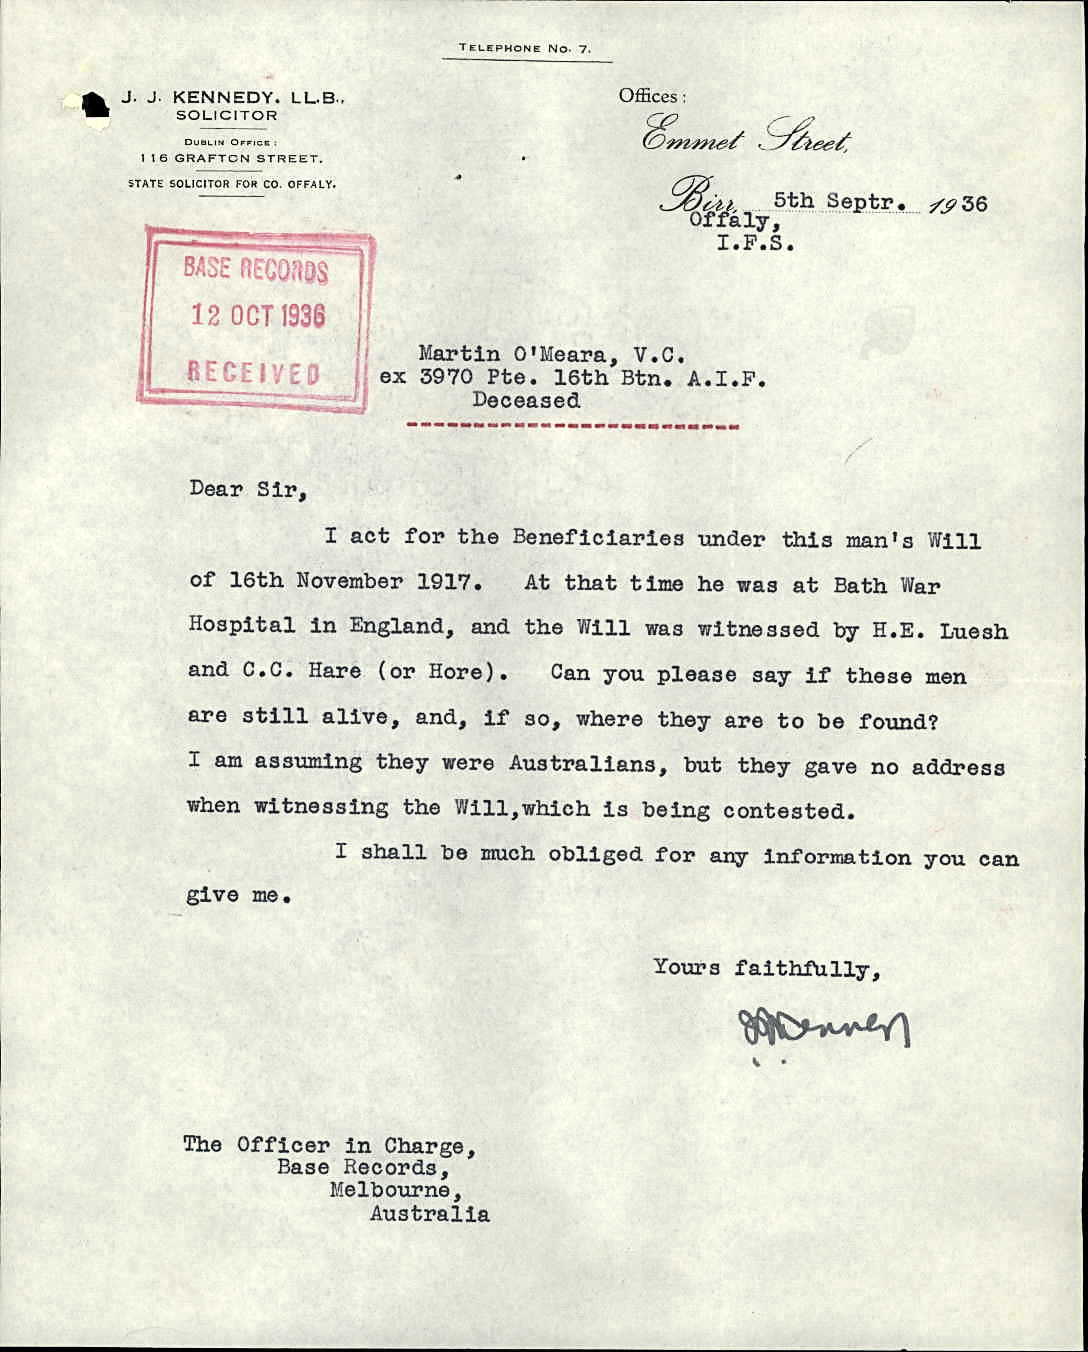 TELEPHONE NO. 7.
J. J. KENNEDY. LL.B.,
SOLICITOR
DUBLIN OFFICE:
116 GRAFTON STREET.
STATE SOLICITOR FOR CO. OFFALY.
Offices:
Emmet Street,
Birr, 5th Septr. 1936
Offaly,
I.F.S.
BASE RECORDS
12 OCT 1936
RECEIVED
Martin O'Meara, V.C.
ex 3970 Pte. 16th Btn. A.I.F.
Deceased
Dear Sir,
I act for the Beneficiaries under this man's Will
of 16th November 1917. At that time he was at Bath War
Hospital in England, and the Will was witnessed by H.E. Luesh
and C.C. Hare (or Hore). Can you please say if these men
are still alive, and, if so, where they are to be found?
I am assuming they were Australians, but they gave no address
when witnessing the Will,which is being contested.
I shall be much obliged for any information you can
give me.
Yours faithfully,
JJKennedy
The Officer in Charge,
Base Records,
Melbourne,
Australia